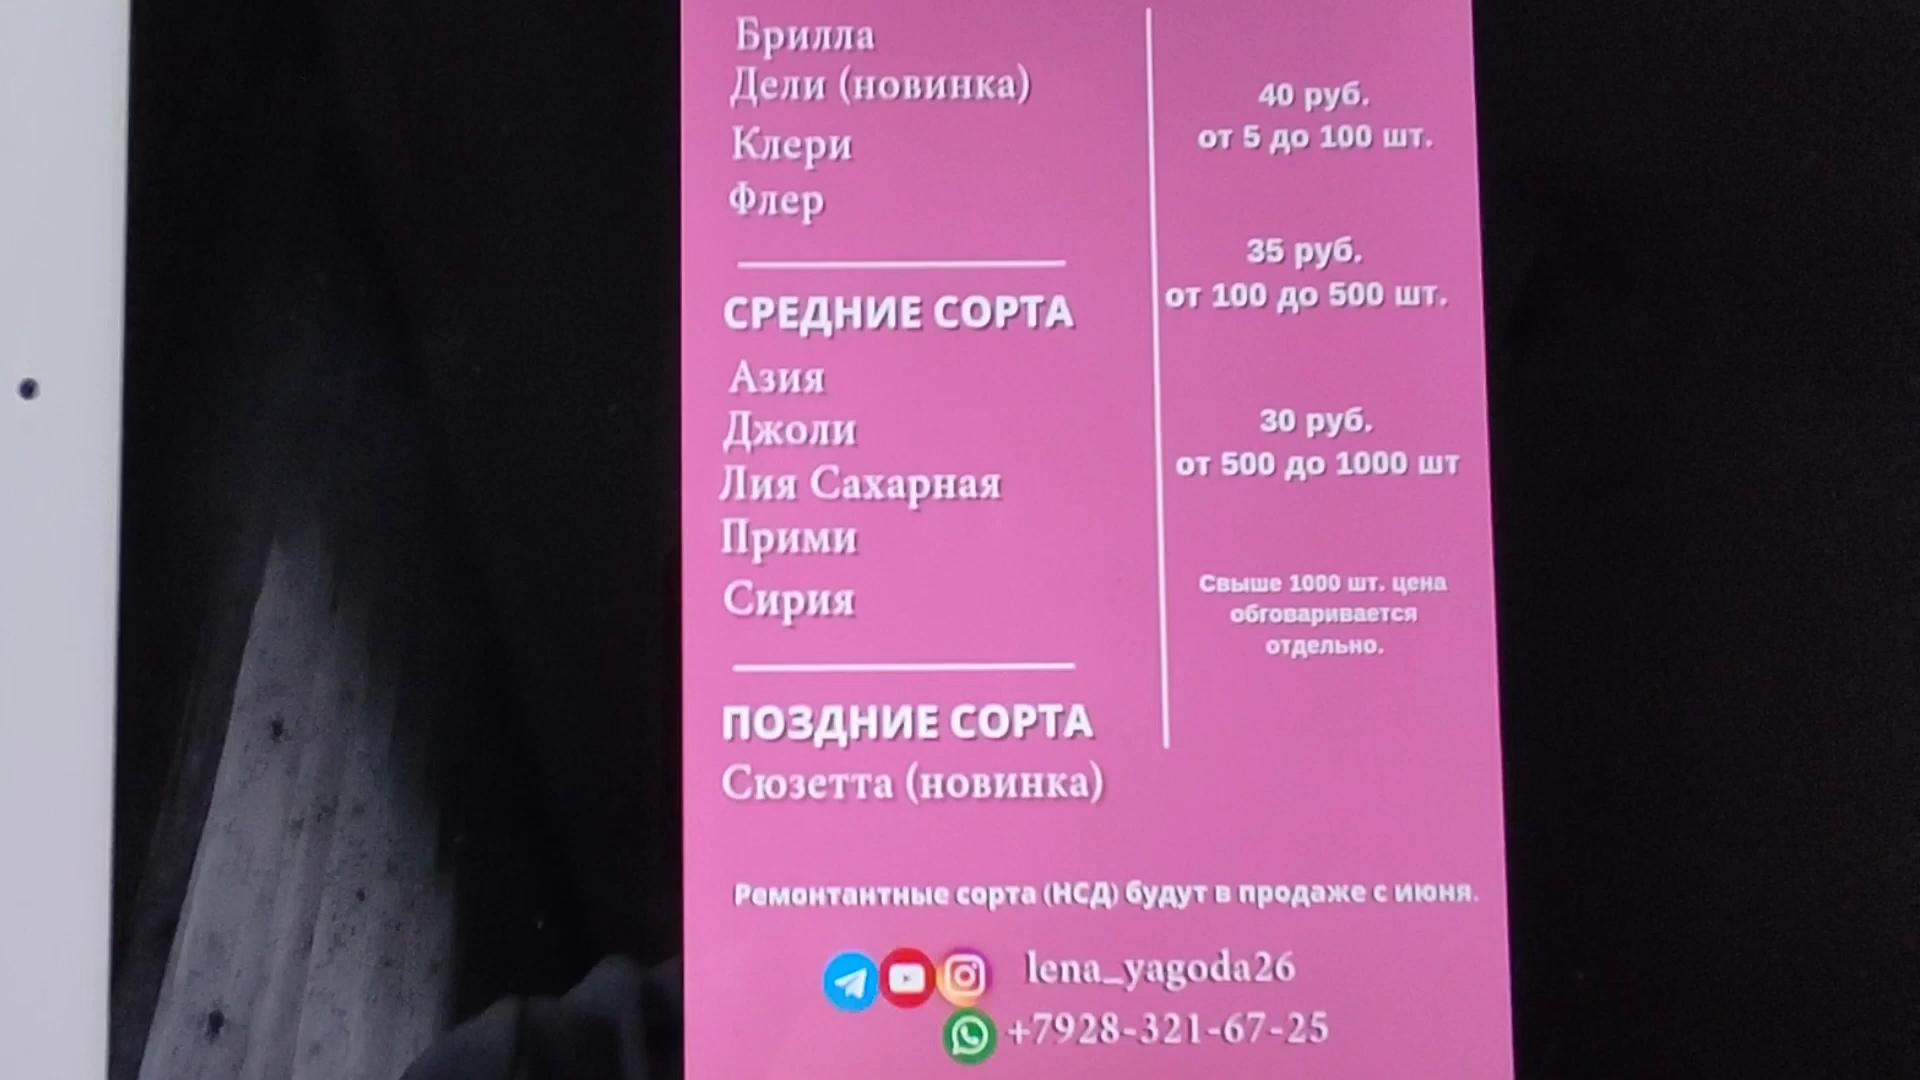 Брилла
Дели (новинка)
Клери
Флер
СРЕДНИЕ СОРТА
Азия
Джоли
Лия Сахарная
Прими
Сирия
ПОЗДНИЕ СОРТА
Сюзетта (новинка)
40 руб.
от 5 до 100 шт.
35 руб.
от 100 до 500 шт.
30 руб.
от 500 до 1000 шт
Свыше 1000 шт. цена
обговаривается
отдельно.
Ремонтантные сорта (НСД) будут в продаже с июня.
lena_yagoda26
+7928-321-67-25